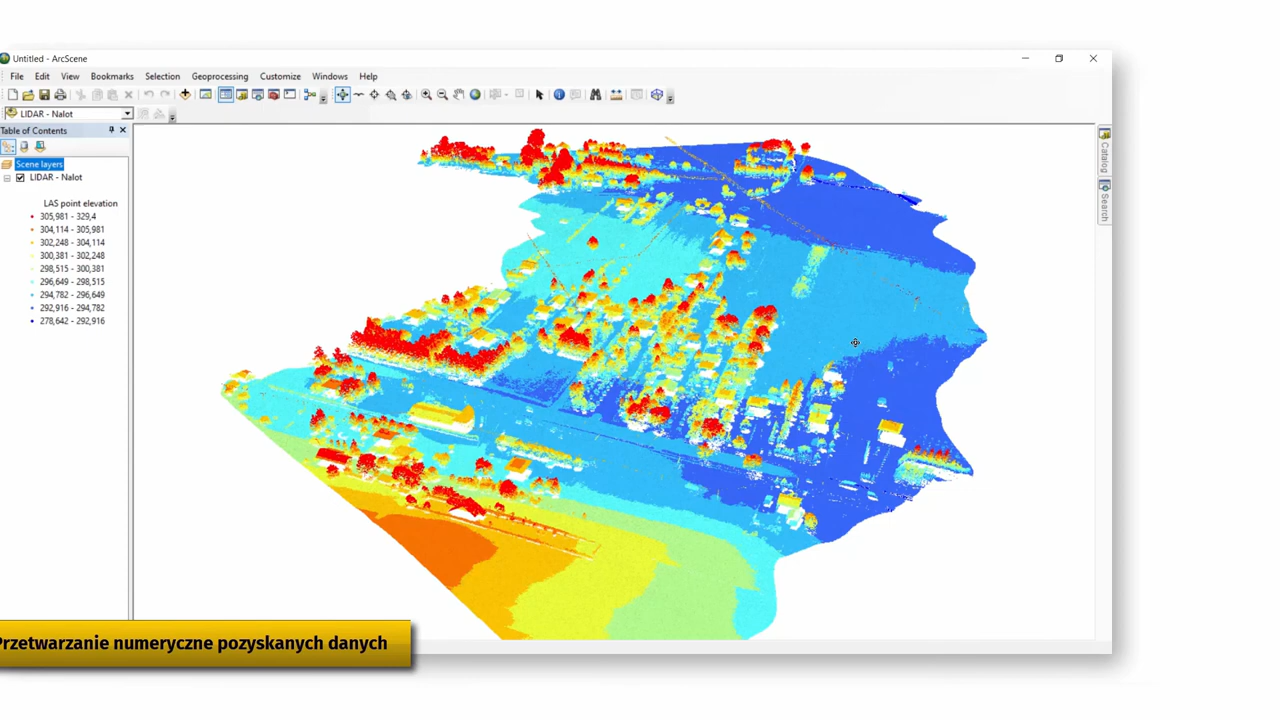 Untitled - ArcScene
File Edit View Bookmarks Selection Geoprocessing Customize Windows Help
LIDAR - Nalot
Table of Contents
Scene layers
LIDAR - Nalot
LAS point elevation
305,981 - 329,4
304,114 - 305,981
302,248 - 304,114
300,381 - 302,248
298,515 - 300,381
296,649 - 298,515
294,782 - 296,649
292,916 - 294,782
278,642 - 292,916
Catalog
Search
Przetwarzanie numeryczne pozyskanych danych